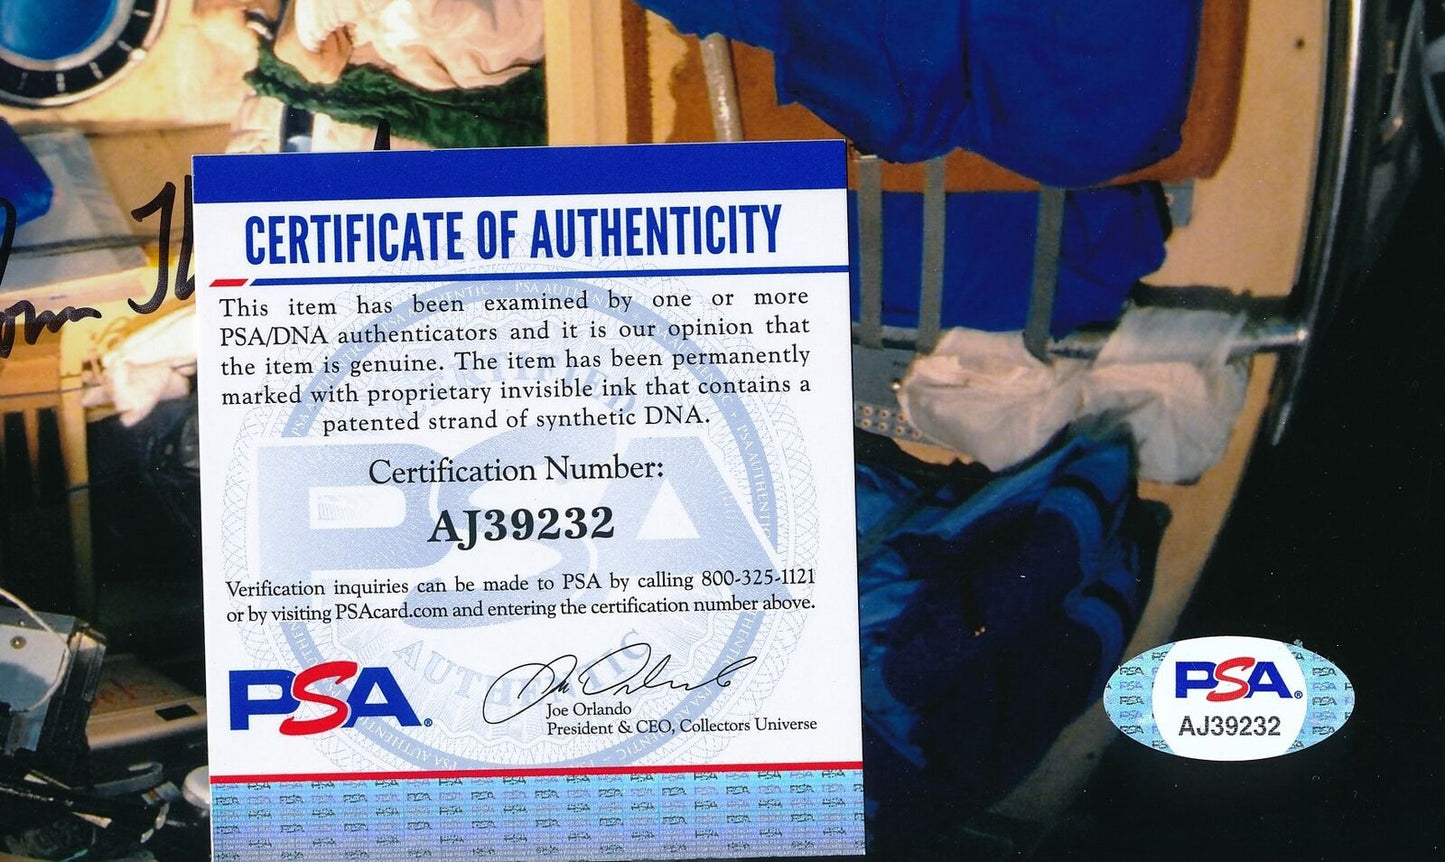 CERTIFICATE OF AUTHENTICITY
This item has been examined by one or more
PSA/DNA authenticators and it is our opinion that
the item is genuine. The item has been permanently
marked with proprietary invisible ink that contains a
patented strand of synthetic DNA.
Certification Number:
AJ39232
Verification inquiries can be made to PSA by calling 800-325-1121
or by visiting PSAcard.com and entering the certification number above.
PSA®
Joe Orlando
President & CEO, Collectors Universe
PSA®
AJ39232